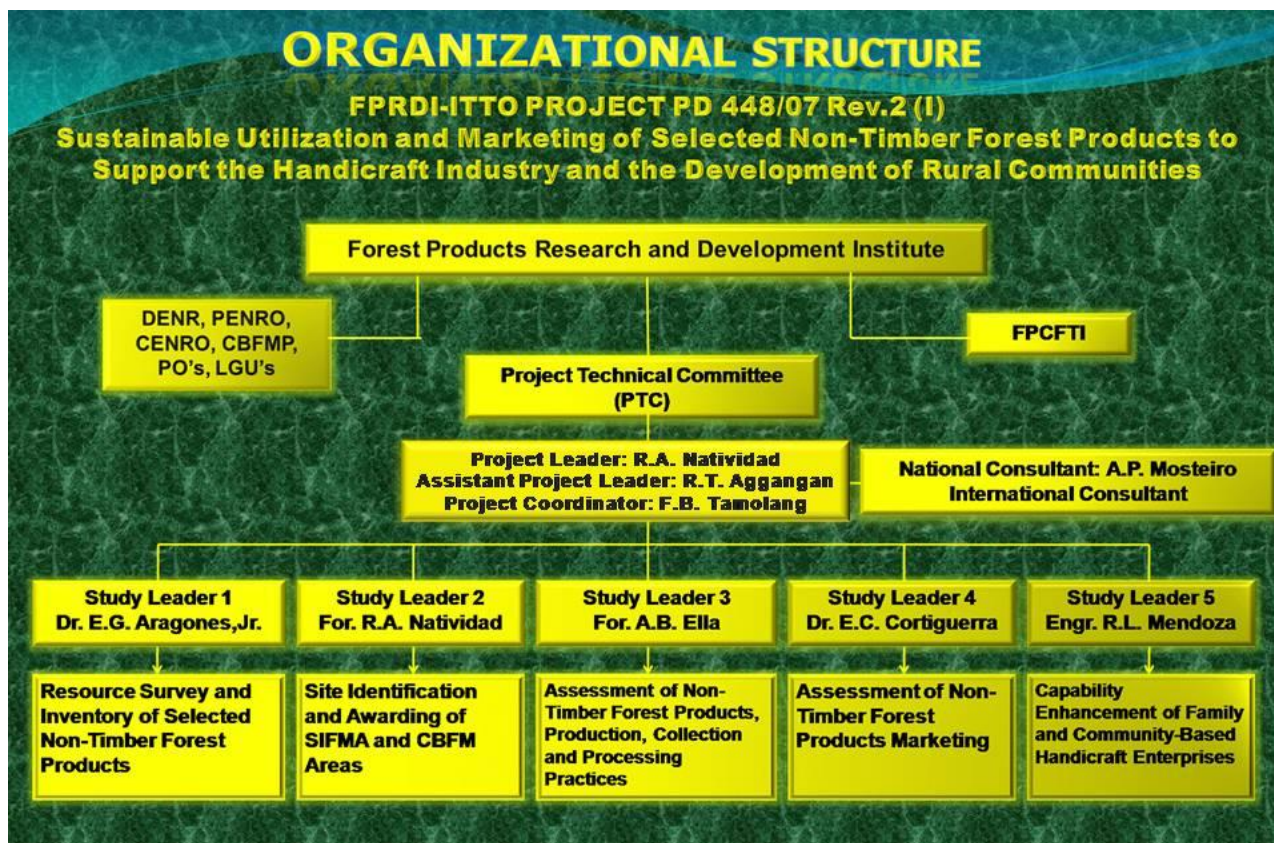 ORGANIZATIONAL STRUCTURE
FPRDI-ITTO PROJECT PD 448/07 Rev.2 (I)
Sustainable Utilization and Marketing of Selected Non-Timber Forest Products to
Support the Handicraft Industry and the Development of Rural Communities
Forest Products Research and Development Institute
DENR, PENRO,
CENRO, CBFMP,
PO's, LGU's
FPCFTI
Project Technical Committee
(PTC)
Project Leader: R.A. Natividad
Assistant Project Leader: R.T. Aggangan
Project Coordinator: F.B. Tamolang
National Consultant: A.P. Mosteiro
International Consultant
Study Leader 1
Dr. E.G. Aragones,Jr.
Study Leader 2
For. R.A. Natividad
Study Leader 3
For. A.B. Ella
Study Leader 4
Dr. E.C. Cortiguerra
Study Leader 5
Engr. R.L. Mendoza
Resource Survey and
Inventory of Selected
Non-Timber Forest
Products
Site Identification
and Awarding of
SIFMA and CBFM
Areas
Assessment of Non-
Timber Forest Products,
Production, Collection
and Processing
Practices
Assessment of Non-
Timber Forest
Products Marketing
Capability
Enhancement of Family
and Community-Based
Handicraft Enterprises